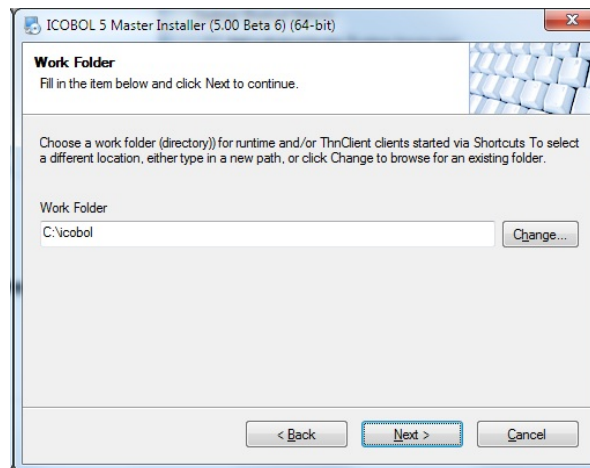 ICOBOL 5 Master Installer (5.00 Beta 6) (64-bit)
Work Folder
Fill in the item below and click Next to continue.
Choose a work folder (directory)) for runtime and/or ThnClient clients started via Shortcuts To select
a different location, either type in a new path, or click Change to browse for an existing folder.
Work Folder
C:\icobol
Change...
< Back
Next >
Cancel